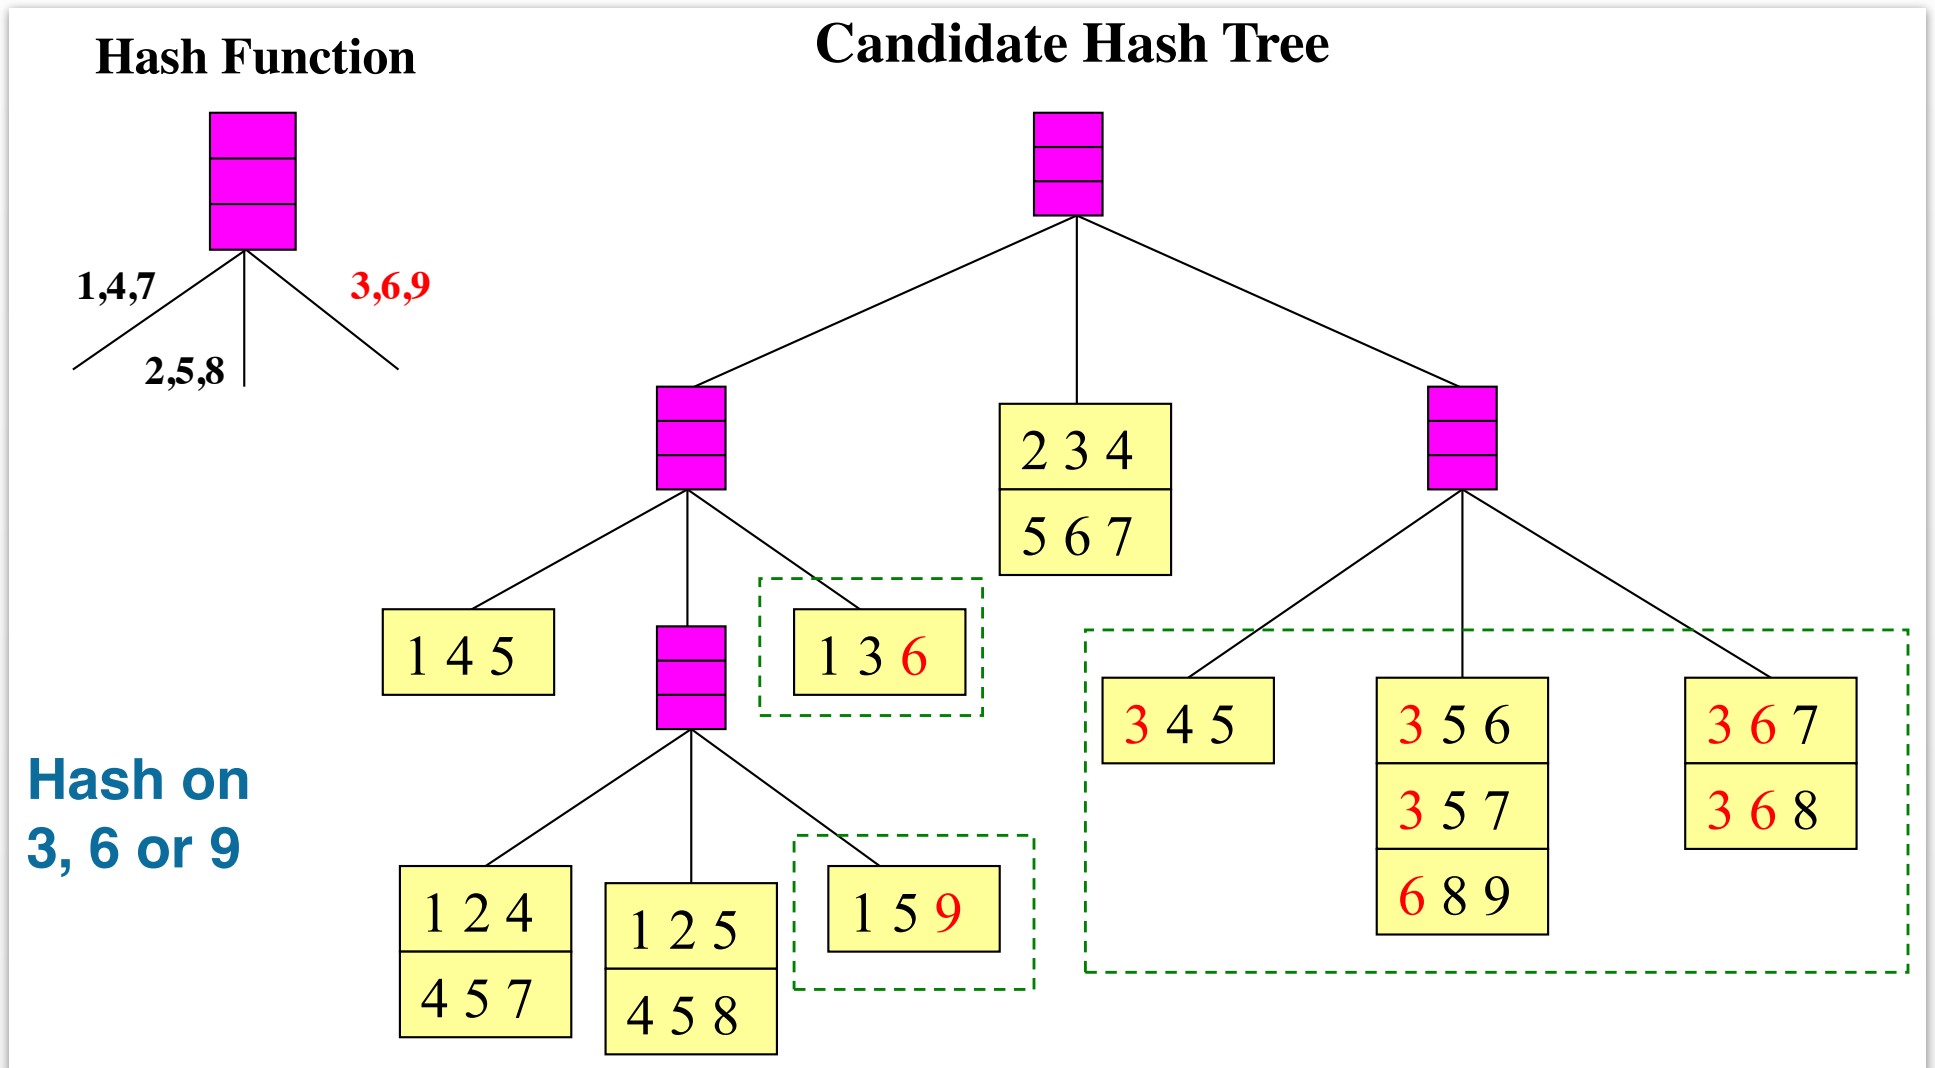 Hash Function
Candidate Hash Tree
1,4,7
3,6,9
2,5,8
2 3 4
5 6 7
1 4 5
1 3 6
3 4 5
3 5 6
3 6 7
3 5 7
3 6 8
6 8 9
Hash on
3, 6 or 9
1 2 4
1 2 5
1 5 9
4 5 7
4 5 8